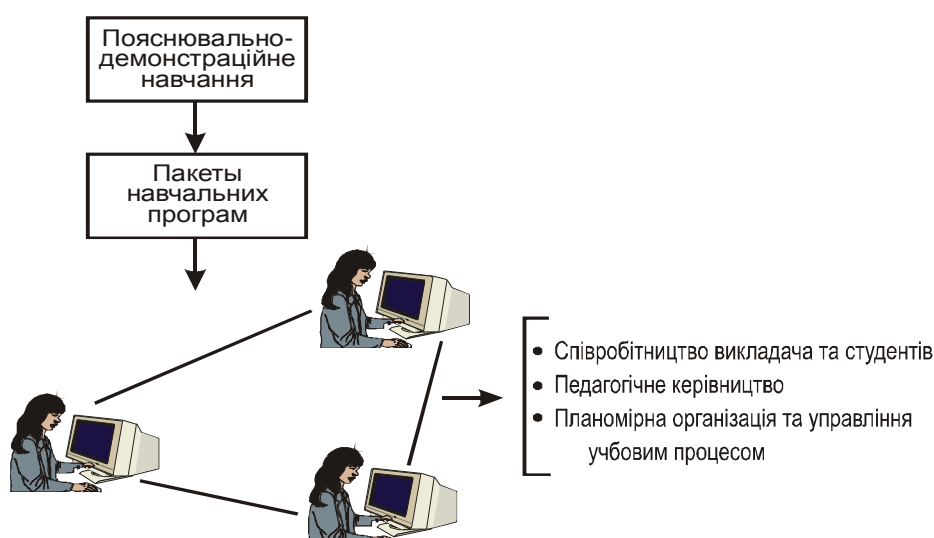 Пояснювально-
демонстраційне
навчання
Пакеты
навчальних
програм
• Співробітництво викладача та студентів
• Педагогічне керівництво
• Планомірна організація та управління
учбовим процесом